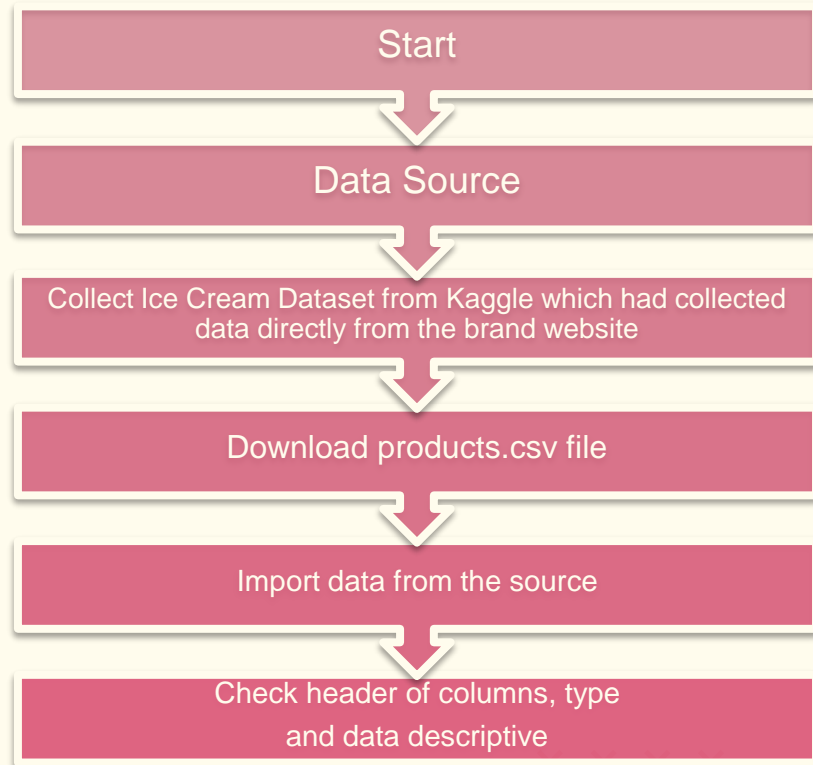 Start
Data Source
Collect Ice Cream Dataset from Kaggle which had collected
data directly from the brand website
Download products.csv file
Import data from the source
Check header of columns, type
and data descriptive